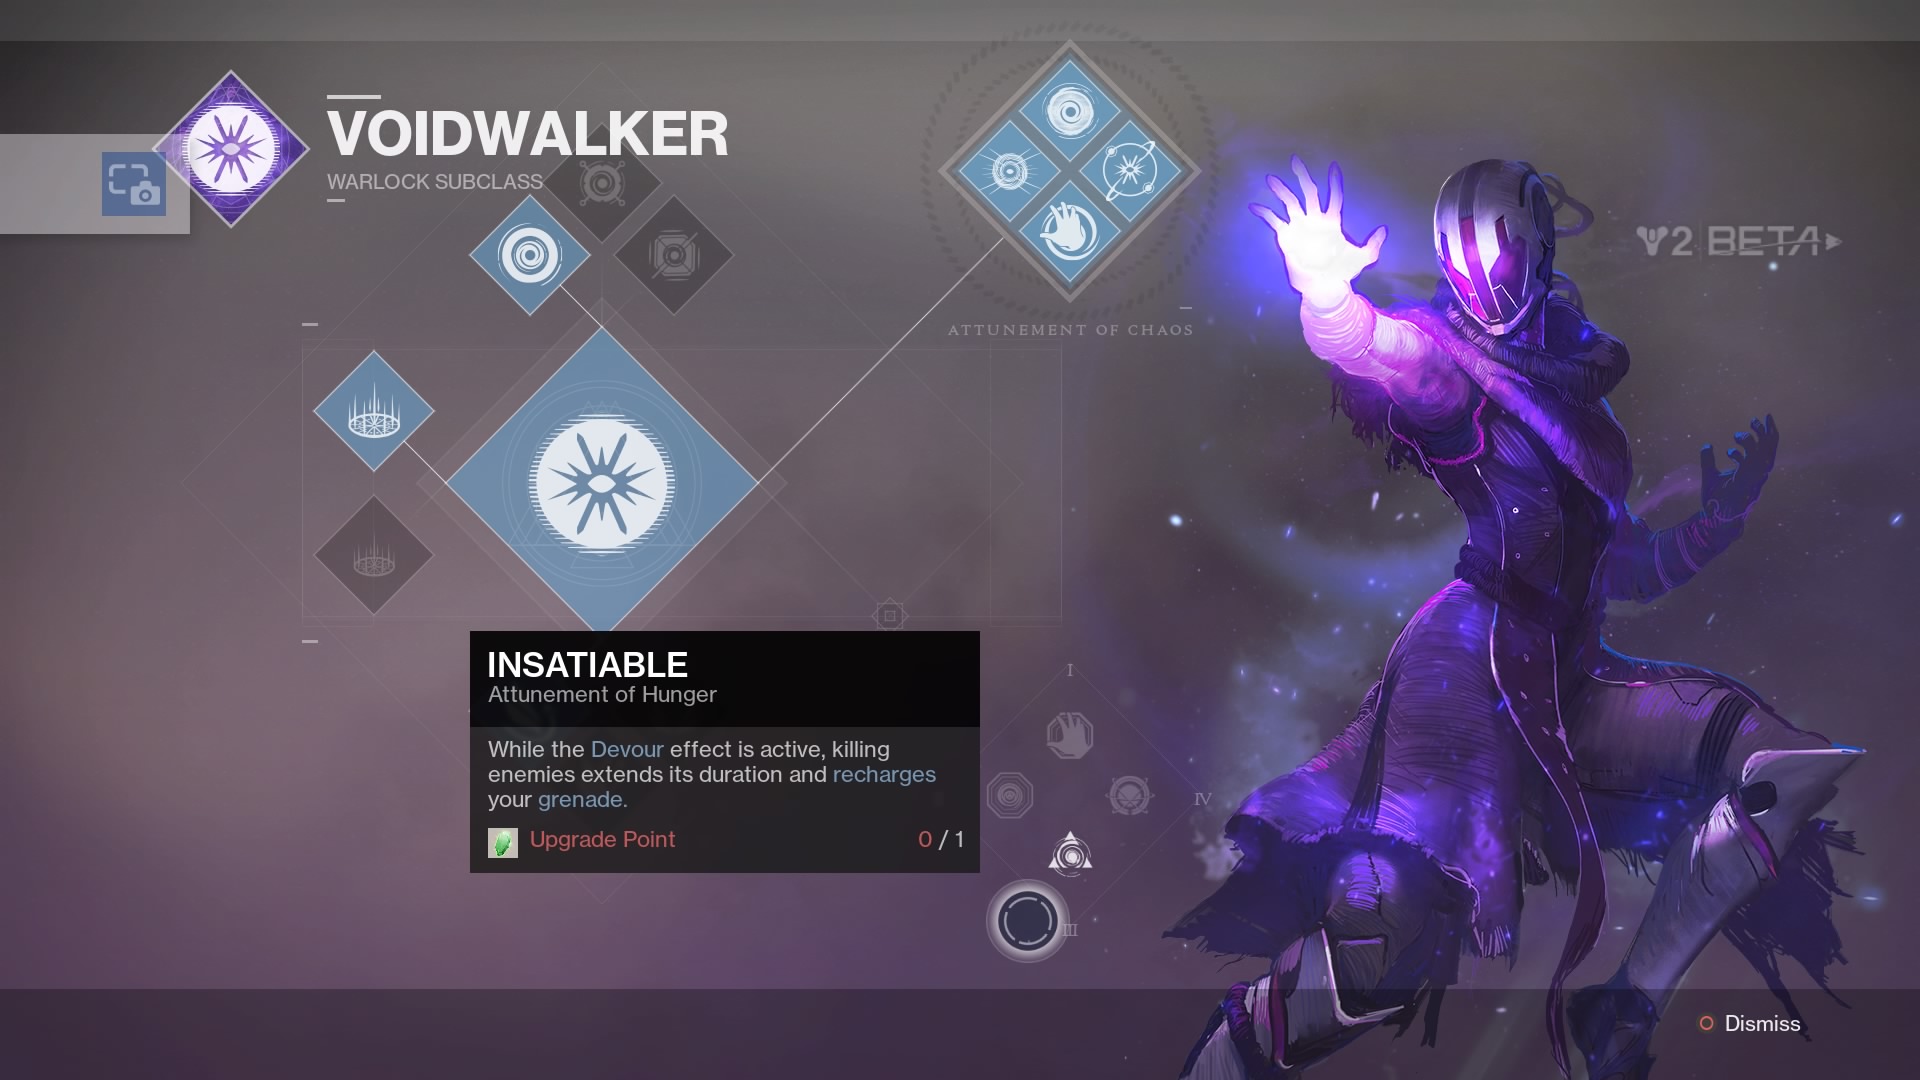 VOIDWALKER
WARLOCK SUBCLASS
2 BETA
ATTUNEMENT OF CHAOS
INSATIABLE
Attunement of Hunger
While the Devour effect is active, killing
enemies extends its duration and recharges
your grenade.
Upgrade Point 0 / 1
I
IV
III
Dismiss